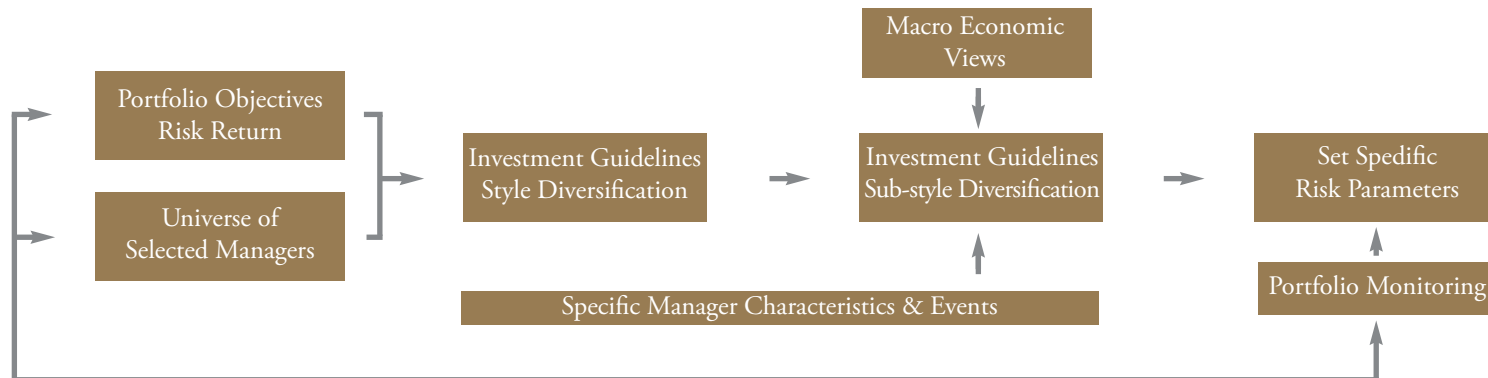 Macro Economic
Views
Portfolio Objectives
Risk Return
Investment Guidelines
Style Diversification
Investment Guidelines
Sub-style Diversification
Set Spedific
Risk Parameters
Universe of
Selected Managers
Portfolio Monitoring
Specific Manager Characteristics & Events